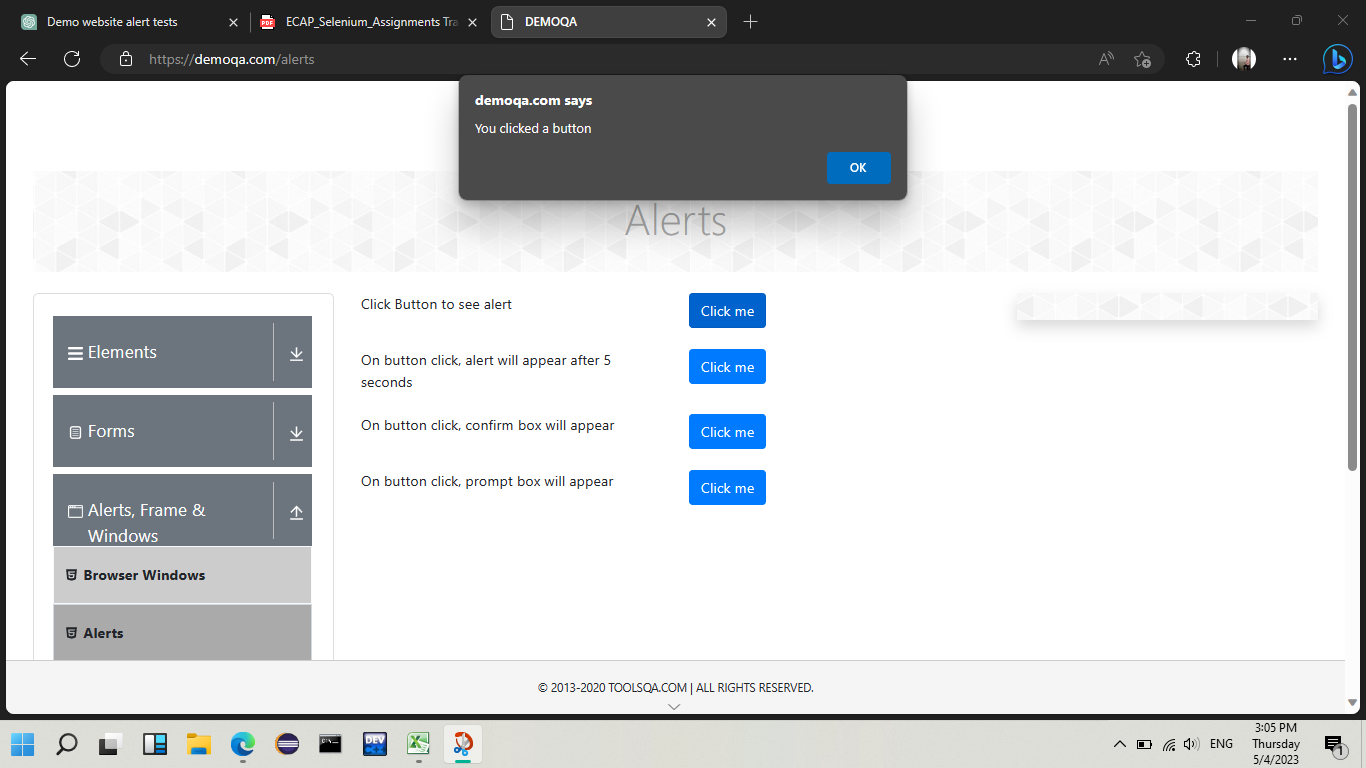 Demo website alert tests
ECAP_Selenium_Assignments Tra
DEMOQA
https://demoqa.com/alerts
demoqa.com says
You clicked a button
OK
Alerts
Click Button to see alert
Click me
On button click, alert will appear after 5
seconds
Click me
On button click, confirm box will appear
Click me
On button click, prompt box will appear
Click me
Elements
Forms
Alerts, Frame &
Windows
Browser Windows
Alerts
© 2013-2020 TOOLSQA.COM | ALL RIGHTS RESERVED.
ENG
3:05 PM
Thursday
5/4/2023
1